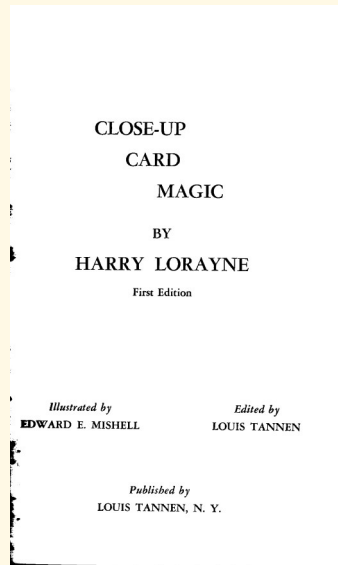 CLOSE-UP
CARD
MAGIC
BY
HARRY LORAYNE
First Edition
Illustrated by
EDWARD E. MISHELL
Edited by
LOUIS TANNEN
Published by
LOUIS TANNEN, N. Y.